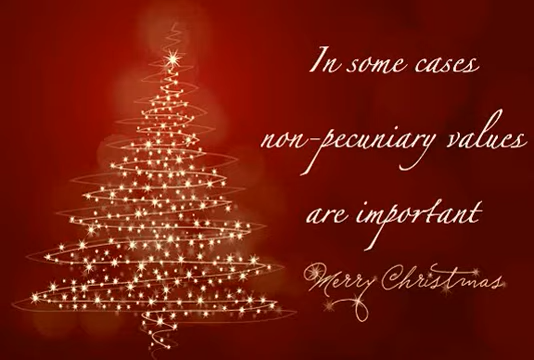 In some cases
non-pecuniary values
are important
Merry Christmas